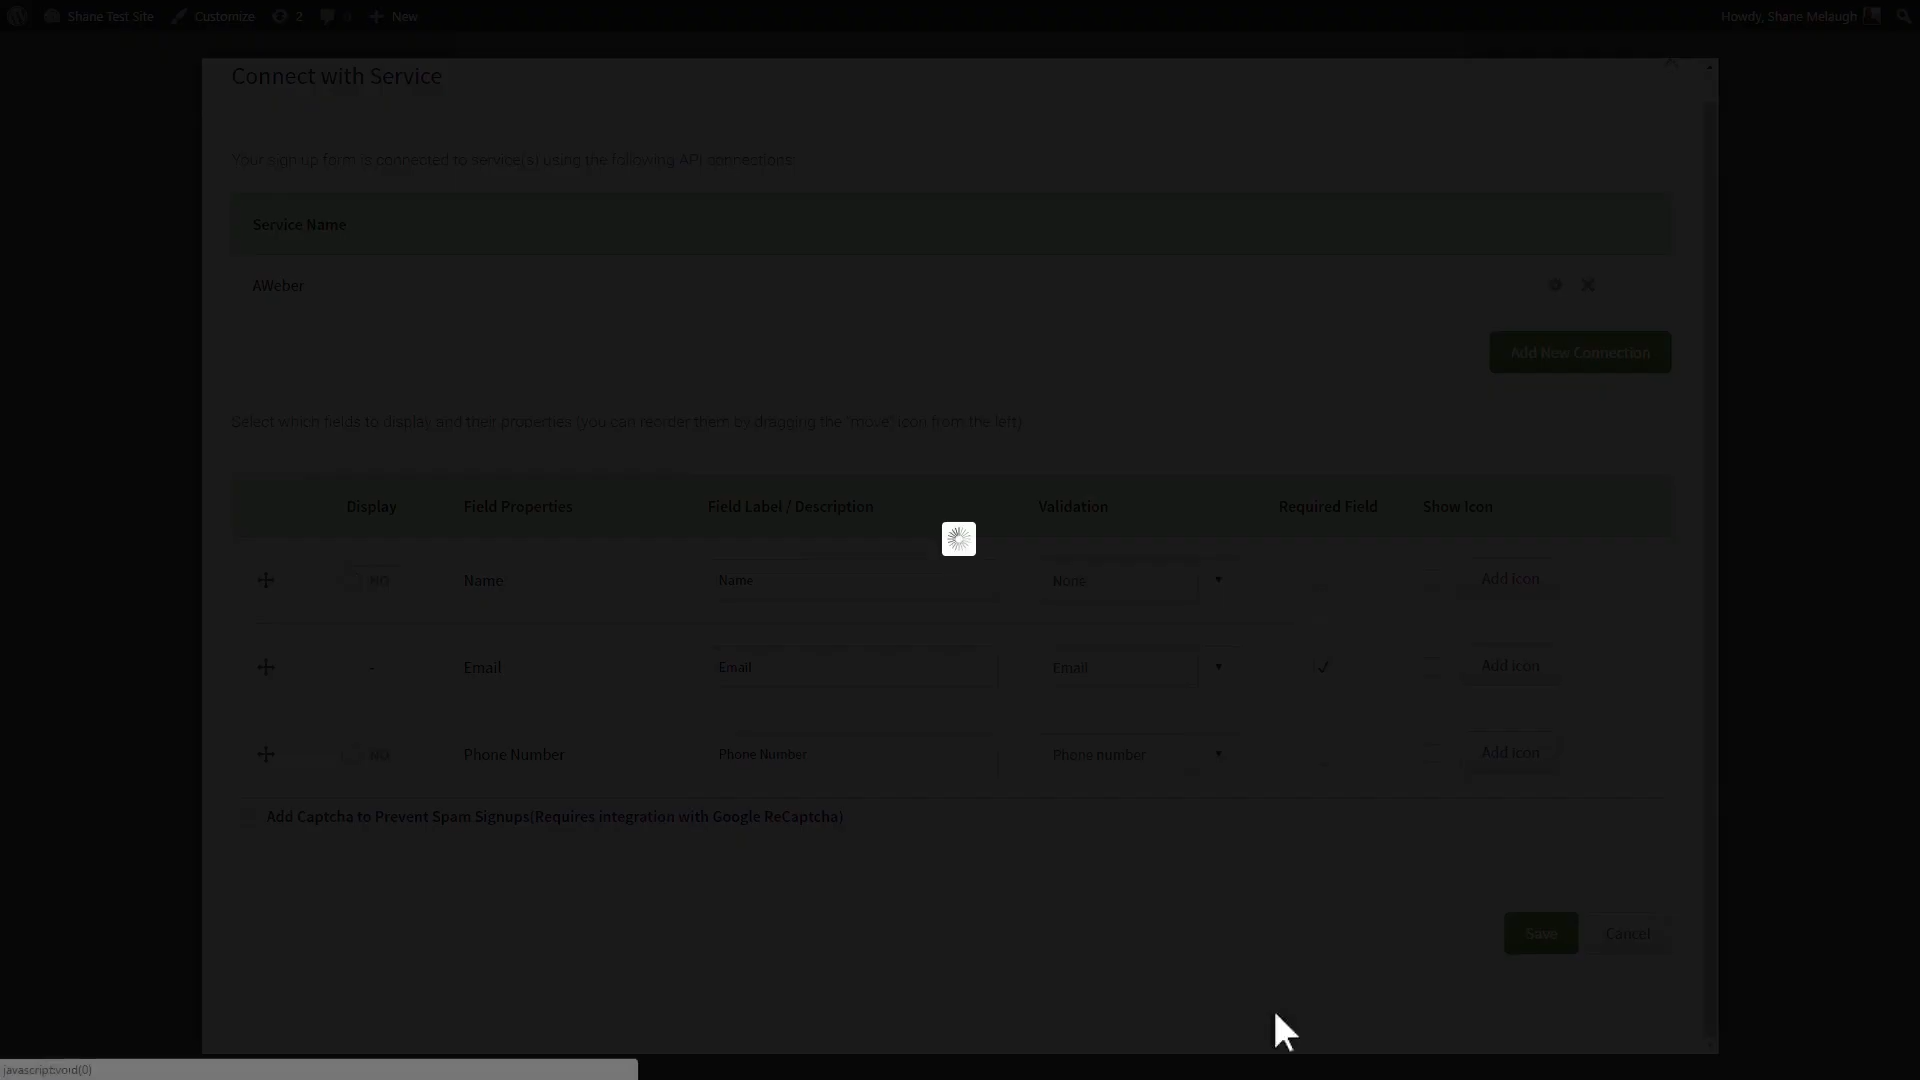 Shane Test Site Customize 2 0 New Howdy, Shane Melaugh
Connect with Service
Your sign up form is connected to service(s) using the following API connections:
Service Name
AWeber
Add New Connection
Select which fields to display and their properties (you can reorder them by dragging the "move" icon from the left)
Display Field Properties Field Label / Description Validation Required Field Show Icon
NO Name Name None Add icon
- Email Email Email Add icon
NO Phone Number Phone Number Phone number Add icon
Add Captcha to Prevent Spam Signups(Requires integration with Google ReCaptcha)
Save Cancel
javascript:void(0)